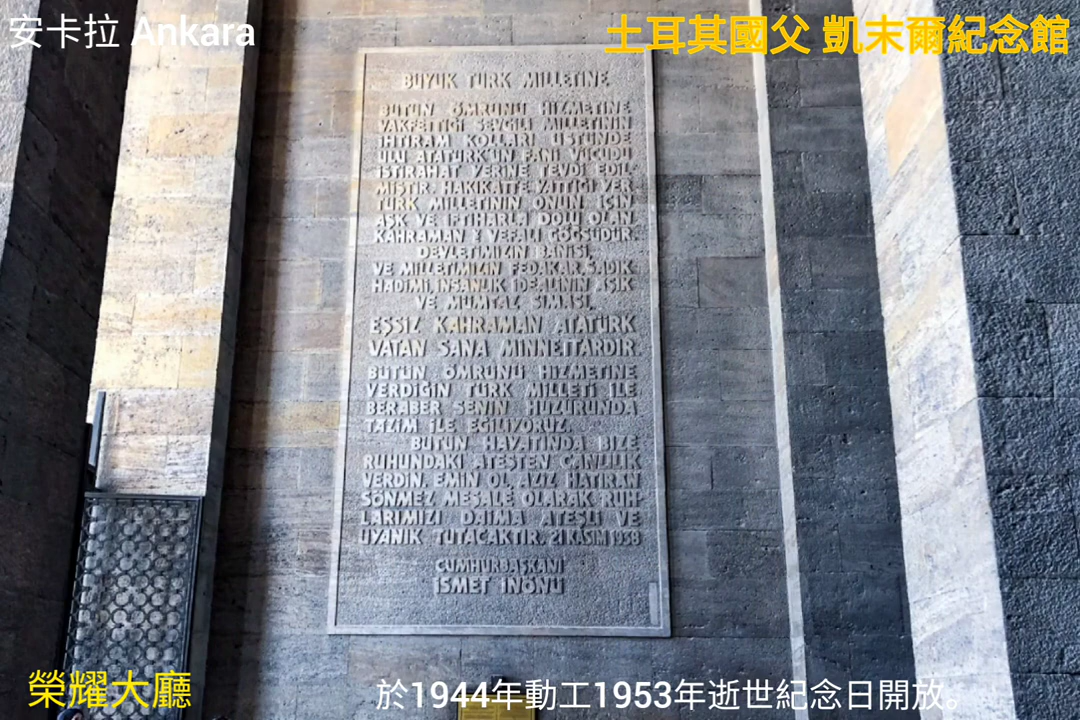 安卡拉 Ankara
土耳其國父 凱末爾紀念館
BÜYÜK TÜRK MİLLETİNE
BÜTÜN ÖMRÜNÜ HİZMETİNE
VAKFETTİĞİ SEVGİLİ MİLLETİNİN
İHTİRAM KOLLARI ÜSTÜNDE
ULU ATATÜRK'ÜN FANİ VÜCUDU
İSTİRAHAT YERİNE TEVDİ EDİL-
MİŞTİR. HAKİKATTE YATTIĞI YER
TÜRK MİLLETİNİN ONUN İÇİN
AŞK VE İFTİHARLA DOLU OLAN
KAHRAMAN VE VEFALI GÖĞSÜDÜR.
DEVLETİMİZİN BANİSİ,
VE MİLLETİMİZİN FEDAKAR, SADIK
HADİMİ, İNSANLIK İDEALİNİN AŞIK
VE MÜMTAZ SİMASI,
EŞSİZ KAHRAMAN ATATÜRK
VATAN SANA MİNNETTARDIR.
BÜTÜN ÖMRÜNÜ HİZMETİNE
VERDİĞİN TÜRK MİLLETİ İLE
BERABER SENİN HUZURUNDA
TAZİM İLE EĞİLİYORUZ.
BÜTÜN HAYATINDA BİZE
RUHUNDAKİ ATEŞTEN CANLILIK
VERDİN. EMİN OL, AZİZ HATIRAN
SÖNMEZ MEŞALE OLARAK RUH-
LARIMIZI DAİMA ATEŞLİ VE
UYANIK TUTACAKTIR. 21 KASIM 1938
CUMHURBAŞKANI
İSMET İNÖNÜ
榮耀大廳
於1944年動工1953年逝世紀念日開放。